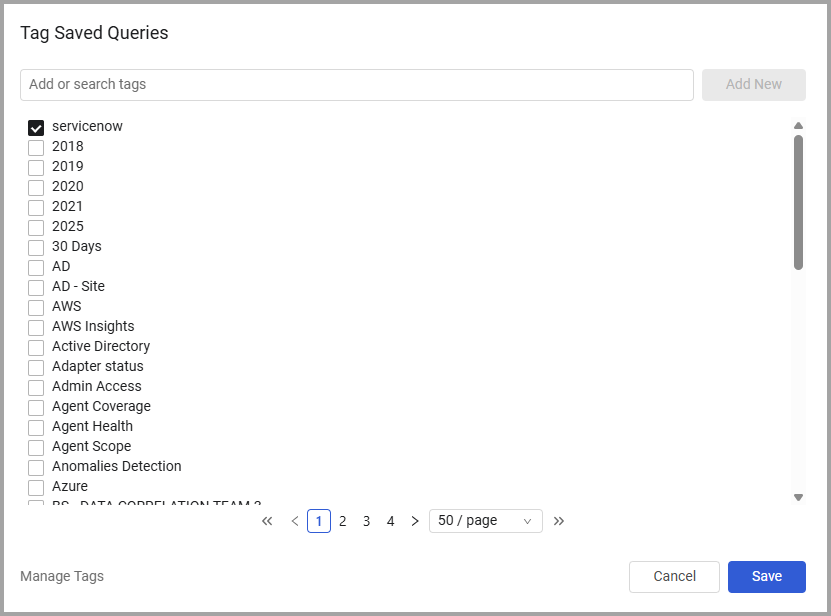 Tag Saved Queries
Add or search tags
Add New
servicenow
2018
2019
2020
2021
2025
30 Days
AD
AD - Site
AWS
AWS Insights
Active Directory
Adapter status
Admin Access
Agent Coverage
Agent Health
Agent Scope
Anomalies Detection
Azure
« < 1 2 3 4 > 50 / page »
Manage Tags
Cancel
Save